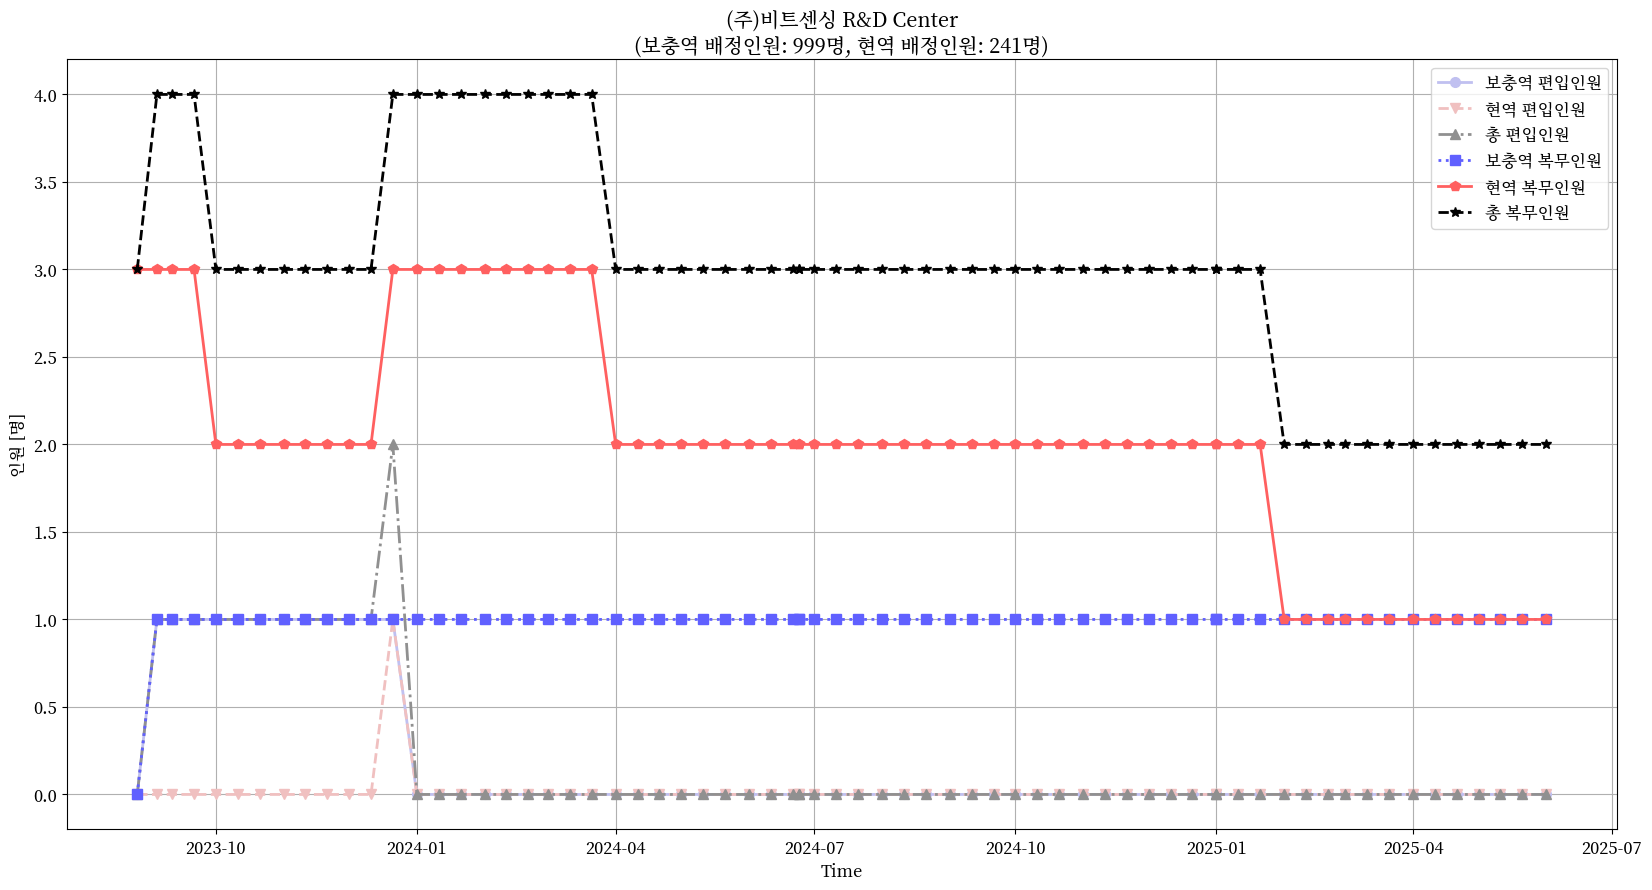 (주)비트센싱 R&D Center
(보충역 배정인원: 999명, 현역 배정인원: 241명)
보충역 편입인원
현역 편입인원
총 편입인원
보충역 복무인원
현역 복무인원
총 복무인원
4.0
3.5
3.0
2.5
2.0
1.5
1.0
0.5
0.0
인원 [명]
2023-10
2024-01
2024-04
2024-07
2024-10
2025-01
2025-04
2025-07
Time